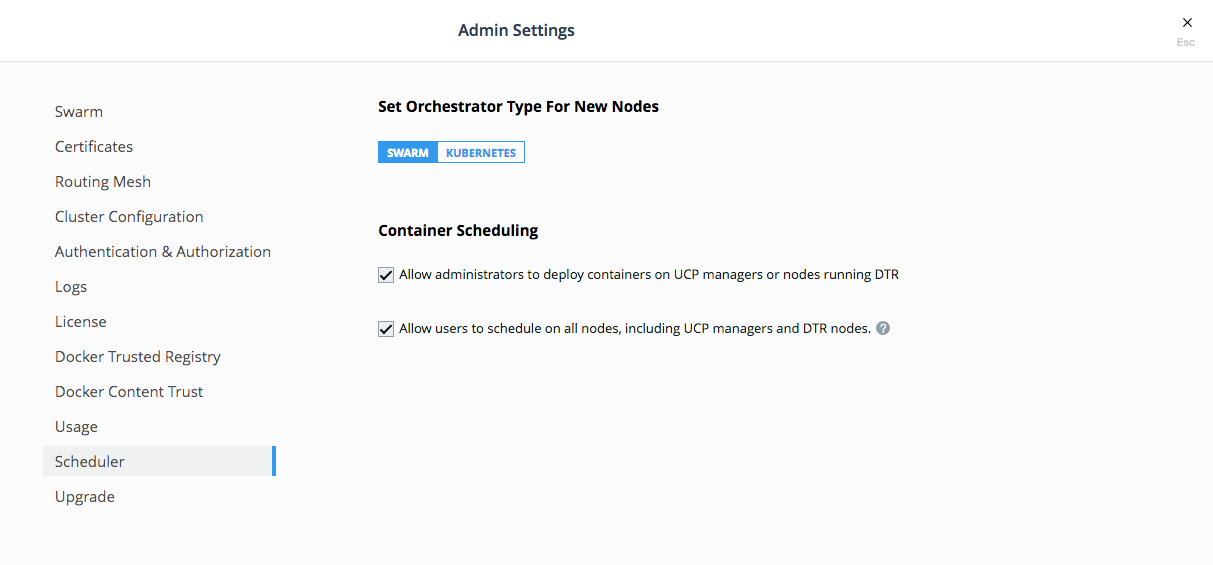 Admin Settings
Esc
Swarm
Certificates
Routing Mesh
Cluster Configuration
Authentication & Authorization
Logs
License
Docker Trusted Registry
Docker Content Trust
Usage
Scheduler
Upgrade
Set Orchestrator Type For New Nodes
SWARM KUBERNETES
Container Scheduling
Allow administrators to deploy containers on UCP managers or nodes running DTR
Allow users to schedule on all nodes, including UCP managers and DTR nodes. ?